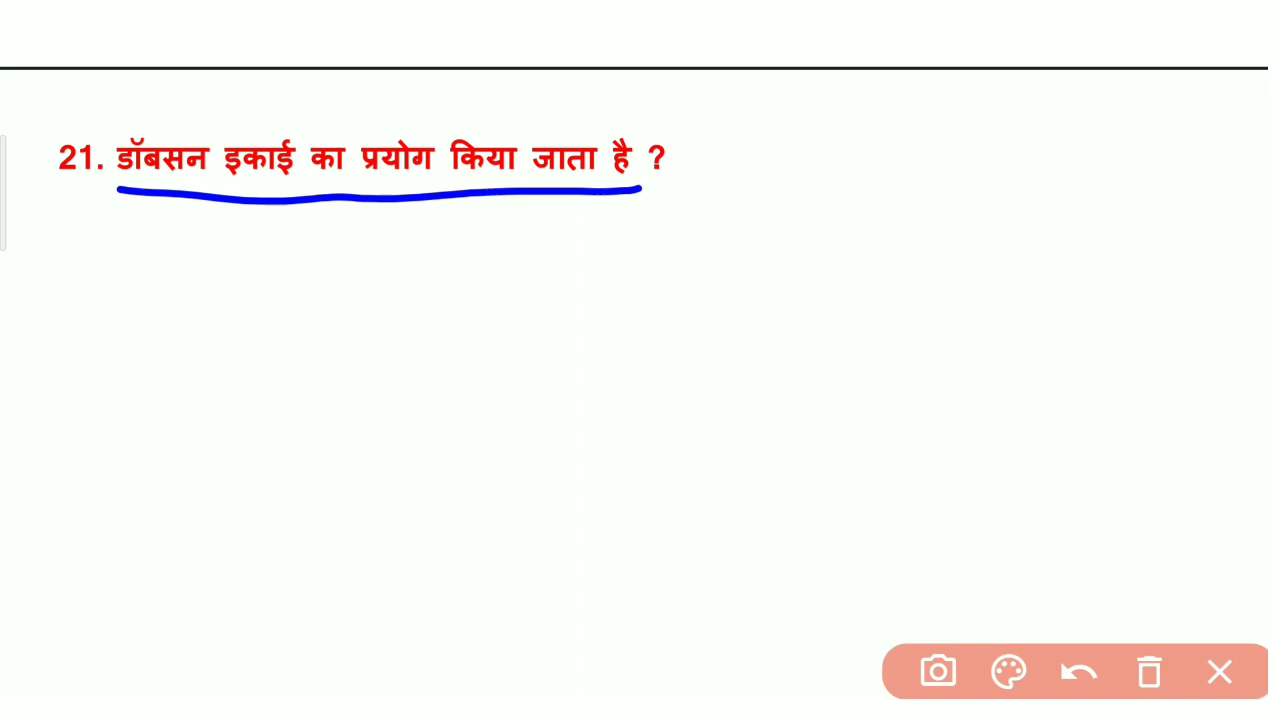 21. डॉबसन इकाई का प्रयोग किया जाता है ?